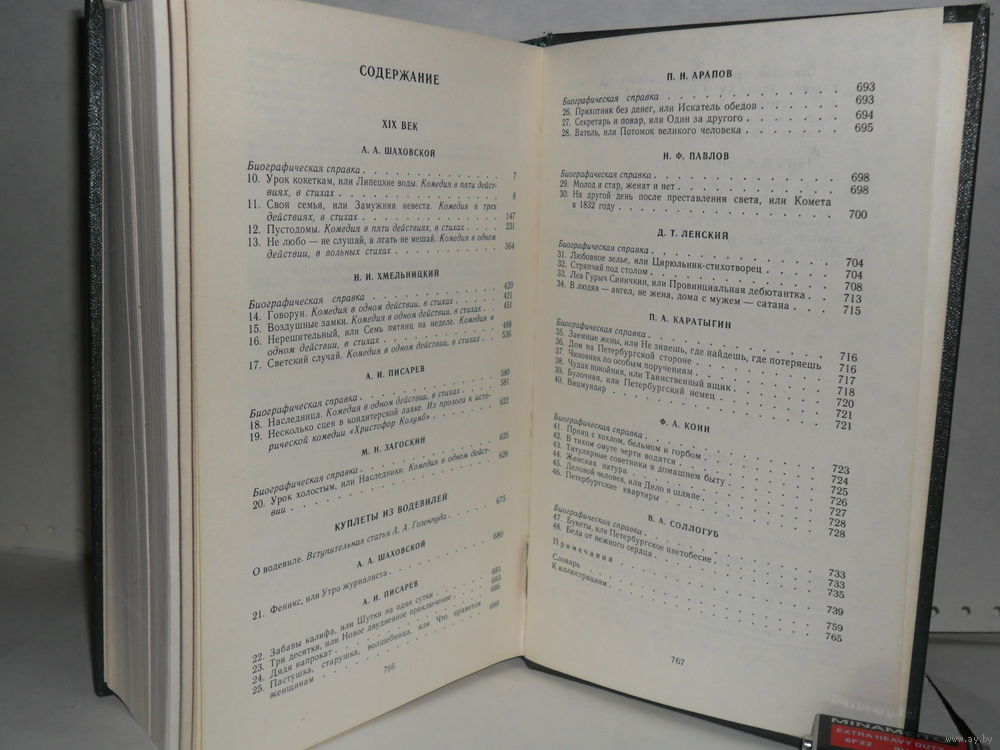 СОДЕРЖАНИЕ
XIX ВЕК
А. А. ШАХОВСКОЙ
Биографическая справка . . . . . . . . . . 7
10. Урок кокеткам, или Липецкие воды. Комедия в пяти дейст-
виях, в стихах . . . . . . . . . . 8
11. Своя семья, или Замужняя невеста. Комедия в трех
действиях, в стихах . . . . . . . . . . 147
12. Пустодомы. Комедия в пяти действиях, в стихах . . . 231
13. Не любо — не слушай, а лгать не мешай. Комедия в одном
действии, в вольных стихах . . . . . . . . . . 364
Н. И. ХМЕЛЬНИЦКИЙ
Биографическая справка . . . . . . . . . . 420
14. Говорун. Комедия в одном действии, в стихах . . . . 421
15. Воздушные замки. Комедия в одном действии, в стихах . . . 451
16. Нерешительный, или Семь пятниц на неделе. Комедия в
одном действии, в стихах . . . . . . . . . . 486
17. Светский случай. Комедия в одном действии, в стихах . . . 536
А. И. ПИСАРЕВ
Биографическая справка . . . . . . . . . . 580
18. Наследница. Комедия в одном действии, в стихах . . . . 581
19. Несколько сцен в кондитерской лавке. Из пролога к исто-
рической комедии «Христофор Колумб» . . . . . . 622
М. Н. ЗАГОСКИН
Биографическая справка . . . . . . . . . . 625
20. Урок холостым, или Наследники. Комедия в одном дейст-
вии . . . . . . . . . . 626
КУПЛЕТЫ ИЗ ВОДЕВИЛЕЙ
О водевиле. Вступительная статья А. А. Гозенпуда . . . . 675
А. А. ШАХОВСКОЙ
21. Феникс, или Утро журналиста . . . . . . . . . . 680
А. И. ПИСАРЕВ
22. Забавы калифа, или Шутки на одни сутки . . . . . 681
23. Три десятки, или Новое двухдневное приключение . . . . 683
24. Дядя напрокат . . . . . . . . . . 686
25. Пастушка, старушка, волшебница, или Что нравится
женщинам . . . . . . . . . . 689
766
П. Н. АРАПОВ
Биографическая справка . . . . . . . . . . 693
26. Прихотник без денег, или Искатель обедов . . . . . 693
27. Секретарь и повар, или Один за другого . . . . . 694
28. Ватель, или Потомок великого человека . . . . . 695
Н. Ф. ПАВЛОВ
Биографическая справка . . . . . . . . . . 698
29. Молод и стар, женат и нет . . . . . . . . . . 698
30. На другой день после преставления света, или Комета
в 1832 году . . . . . . . . . . 700
Д. Т. ЛЕНСКИЙ
Биографическая справка . . . . . . . . . . 704
31. Любовное зелье, или Цирюльник-стихотворец . . . . 704
32. Стряпчий под столом . . . . . . . . . . 708
33. Лев Гурыч Синичкин, или Провинциальная дебютантка . . 713
34. В людях — ангел, не жена, дома с мужем — сатана . . . 715
П. А. КАРАТЫГИН
Биографическая справка . . . . . . . . . . 716
35. Заемные жены, или Не знаешь, где найдешь, где потеряешь 716
36. Дом на Петербургской стороне . . . . . . . . . . 717
37. Чиновник по особым поручениям . . . . . . . . . . 718
38. Чудак покойник, или Таинственный ящик . . . . . 720
39. Булочная, или Петербургский немец . . . . . . 721
40. Вицмундир . . . . . . . . . . 721
Ф. А. КОНИ
Биографическая справка . . . . . . . . . . 723
41. Принц с хохлом, бельмом и горбом . . . . . . 724
42. В тихом омуте черти водятся . . . . . . . . . . 725
43. Титулярные советники в домашнем быту . . . . . 726
44. Женская натура . . . . . . . . . . 727
45. Деловой человек, или Дело в шляпе . . . . . . 728
46. Петербургские квартиры . . . . . . . . . . 728
В. А. СОЛЛОГУБ
Биографическая справка . . . . . . . . . . 733
47. Букеты, или Петербургское цветобесие . . . . . 733
48. Беда от нежного сердца . . . . . . . . . . 735
Примечания . . . . . . . . . . 739
Словарь . . . . . . . . . . 759
К иллюстрациям . . . . . . . . . . 765
767
MINAMOTO
EXTRA HEAVY DUTY
6F22
www.ay.by